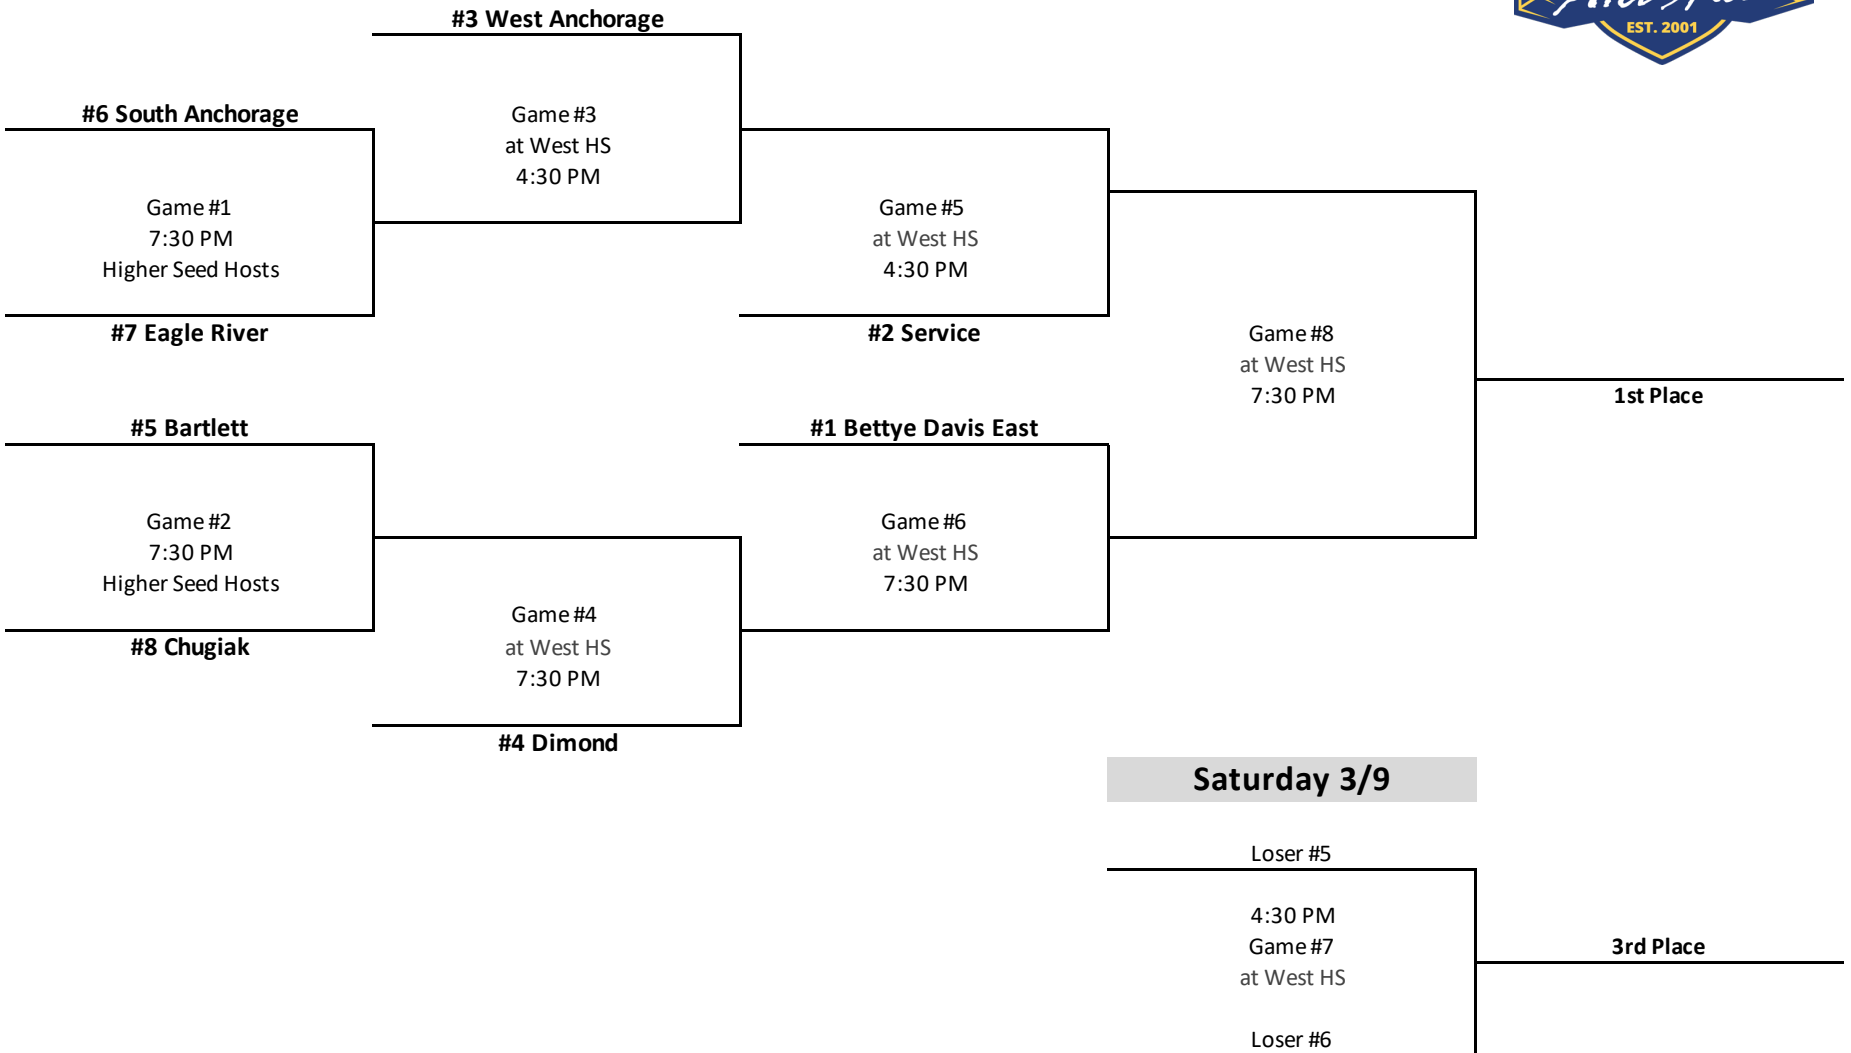 #3 West Anchorage
EST. 2001
#6 South Anchorage
Game #3
at West HS
4:30 PM
Game #1
7:30 PM
Higher Seed Hosts
Game #5
at West HS
4:30 PM
#7 Eagle River
#2 Service
Game #8
at West HS
7:30 PM
1st Place
#5 Bartlett
#1 Bettye Davis East
Game #2
7:30 PM
Higher Seed Hosts
Game #6
at West HS
7:30 PM
#8 Chugiak
Game #4
at West HS
7:30 PM
#4 Dimond
Saturday 3/9
Loser #5
4:30 PM
Game #7
at West HS
3rd Place
Loser #6